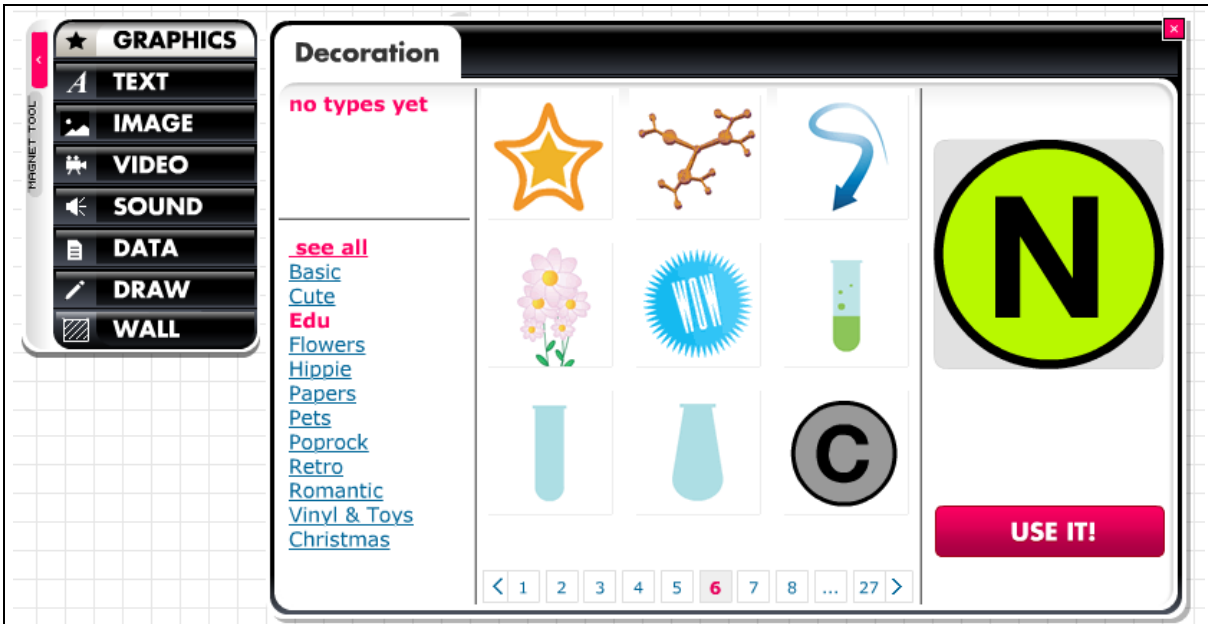 GRAPHICS
TEXT
IMAGE
VIDEO
SOUND
DATA
DRAW
WALL
MAGNET TOOL
Decoration
no types yet
see all
Basic
Cute
Edu
Flowers
Hippie
Papers
Pets
Poprock
Retro
Romantic
Vinyl & Toys
Christmas
WOW
C
1 2 3 4 5 6 7 8 ... 27
N
USE IT!